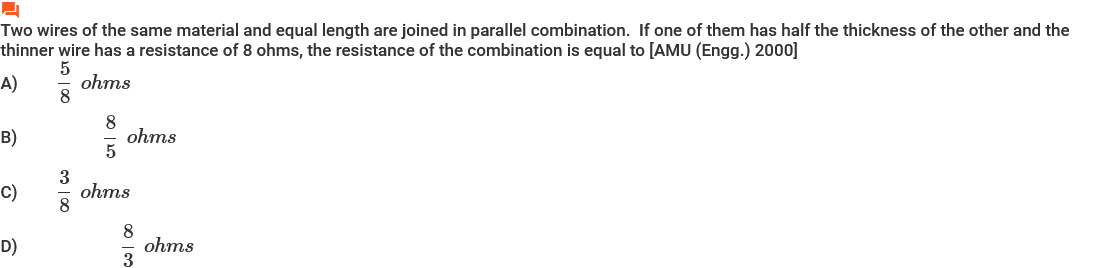 Two wires of the same material and equal length are joined in parallel combination.  If one of them has half the thickness of the other and the
thinner wire has a resistance of 8 ohms, the resistance of the combination is equal to [AMU (Engg.) 2000]
A) 5/8 ohms
B) 8/5 ohms
C) 3/8 ohms
D) 8/3 ohms